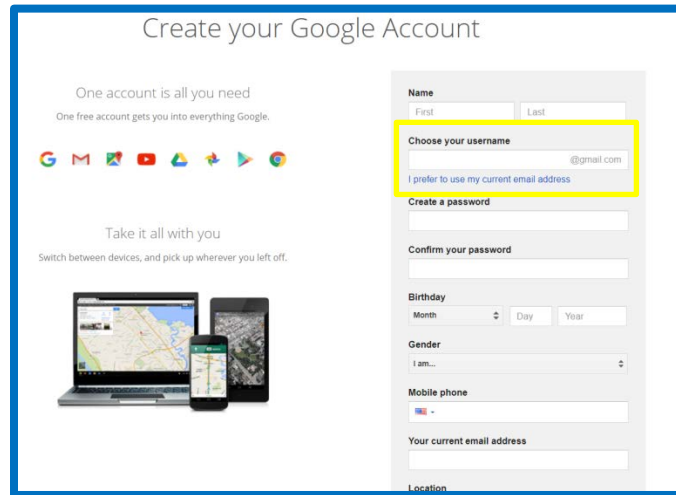 Create your Google Account
One account is all you need
One free account gets you into everything Google.
Take it all with you
Switch between devices, and pick up wherever you left off.
Name
First Last
Choose your username
@gmail.com
I prefer to use my current email address
Create a password
Confirm your password
Birthday
Month Day Year
Gender
I am...
Mobile phone
Your current email address
Location